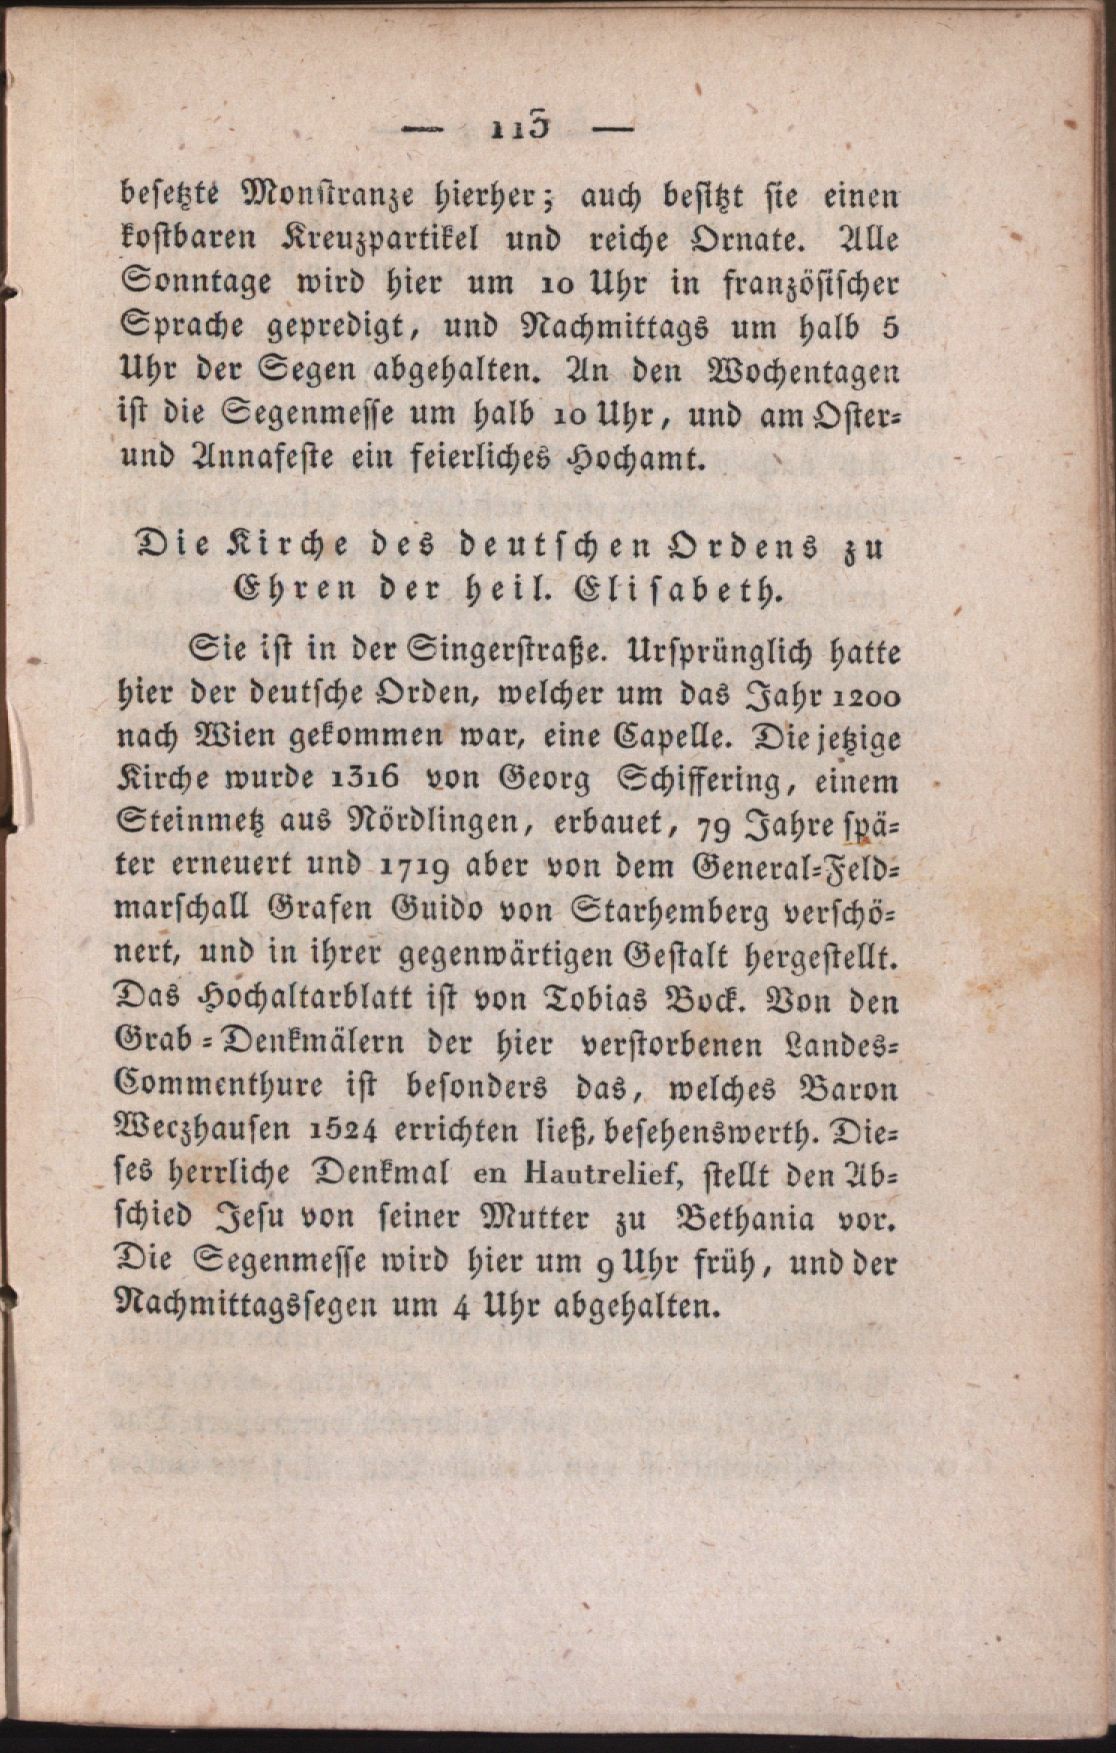 — 113 —
besetzte Monstranze hierher; auch besitzt sie einen
kostbaren Kreuzpartikel und reiche Ornate. Alle
Sonntage wird hier um 10 Uhr in französischer
Sprache gepredigt, und Nachmittags um halb 5
Uhr der Segen abgehalten. An den Wochentagen
ist die Segenmesse um halb 10 Uhr, und am Oster-
und Annafeste ein feierliches Hochamt.
Die Kirche des deutschen Ordens zu
Ehren der heil. Elisabeth.
Sie ist in der Singerstraße. Ursprünglich hatte
hier der deutsche Orden, welcher um das Jahr 1200
nach Wien gekommen war, eine Capelle. Die jetzige
Kirche wurde 1316 von Georg Schiffering, einem
Steinmetz aus Nördlingen, erbauet, 79 Jahre spä-
ter erneuert und 1719 aber von dem General-Feld-
marschall Grafen Guido von Starhemberg verschö-
nert, und in ihrer gegenwärtigen Gestalt hergestellt.
Das Hochaltarblatt ist von Tobias Bock. Von den
Grab-Denkmälern der hier verstorbenen Landes-
Commenthure ist besonders das, welches Baron
Weczhausen 1524 errichten ließ, besehenswerth. Die-
ses herrliche Denkmal en Hautrelief, stellt den Ab-
schied Jesu von seiner Mutter zu Bethania vor.
Die Segenmesse wird hier um 9 Uhr früh, und der
Nachmittagssegen um 4 Uhr abgehalten.